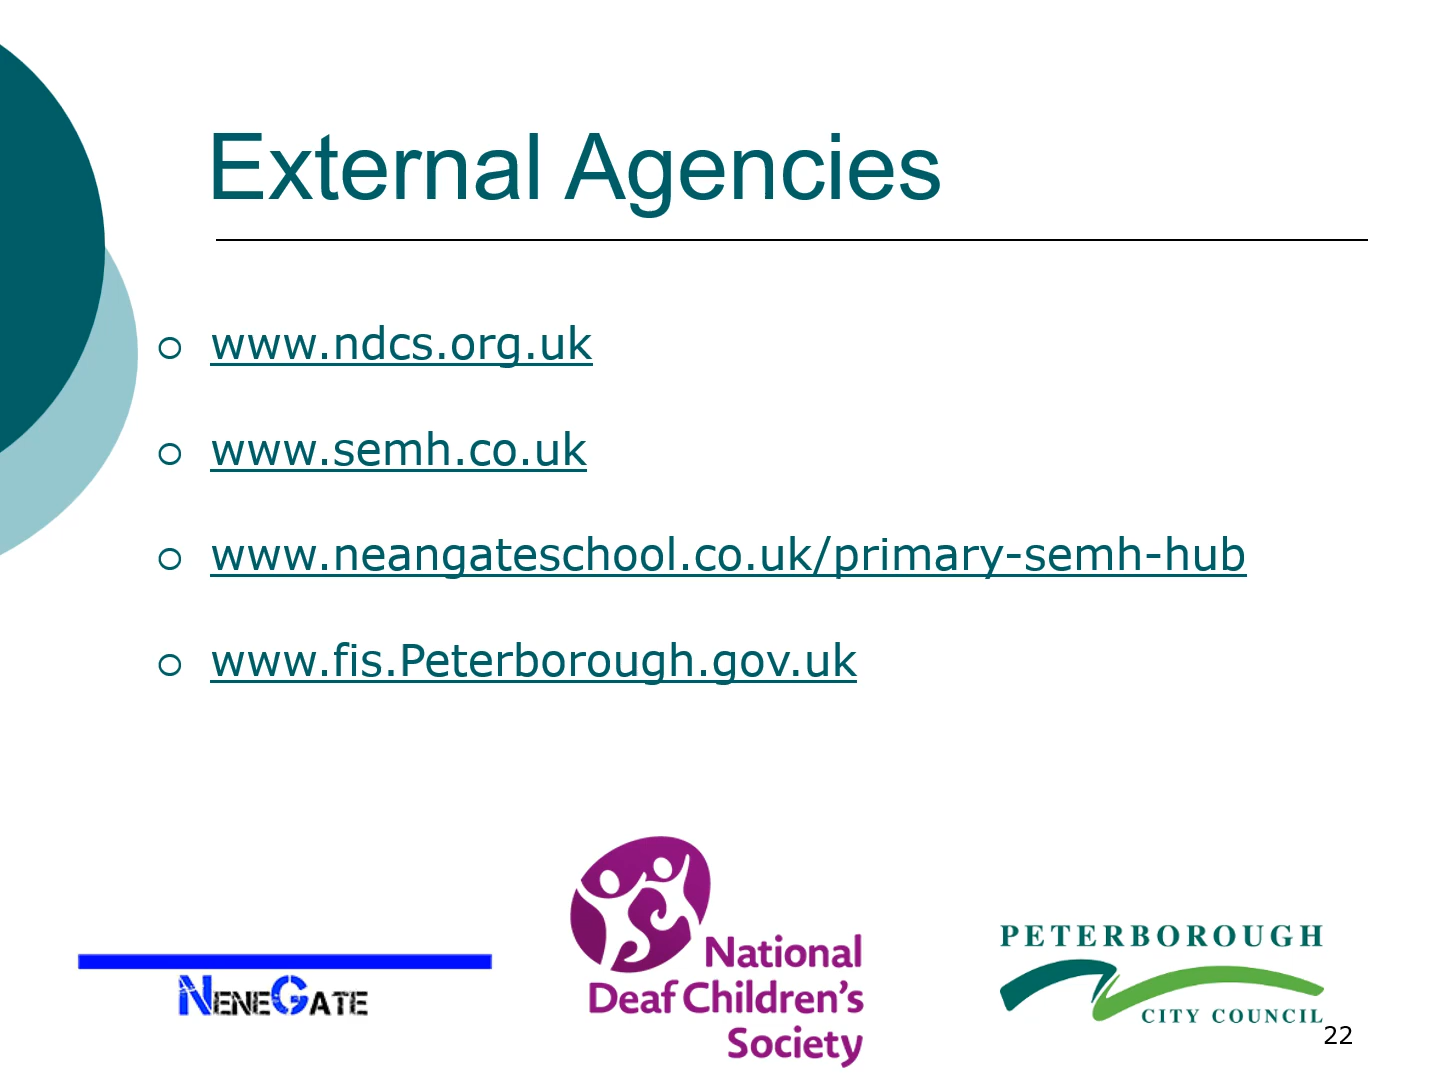 External Agencies
www.ndcs.org.uk
www.semh.co.uk
www.neangateschool.co.uk/primary-semh-hub
www.fis.Peterborough.gov.uk
NENEGATE
National
Deaf Children's
Society
PETERBOROUGH
CITY COUNCIL
22